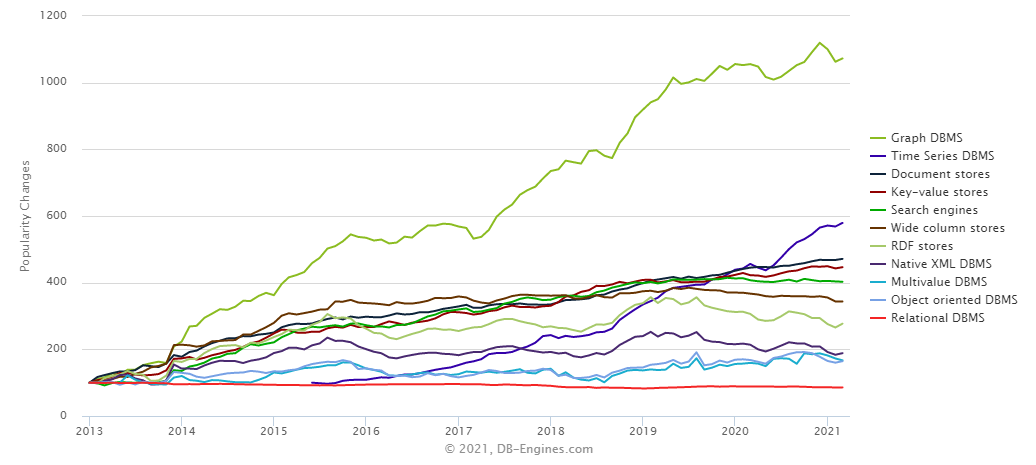 1200
1000
800
600
400
200
0
Popularity Changes
2013 2014 2015 2016 2017 2018 2019 2020 2021
© 2021, DB-Engines.com
Graph DBMS
Time Series DBMS
Document stores
Key-value stores
Search engines
Wide column stores
RDF stores
Native XML DBMS
Multivalue DBMS
Object oriented DBMS
Relational DBMS